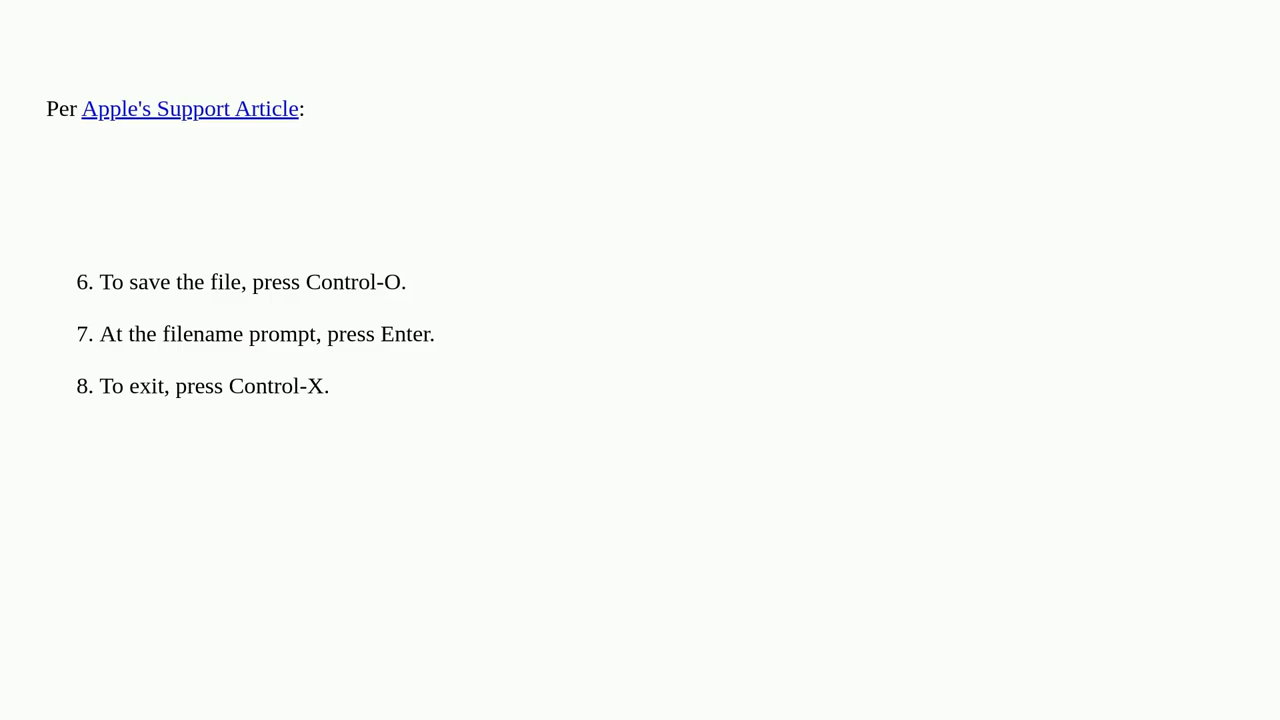 Per Apple's Support Article:
6. To save the file, press Control-O.
7. At the filename prompt, press Enter.
8. To exit, press Control-X.